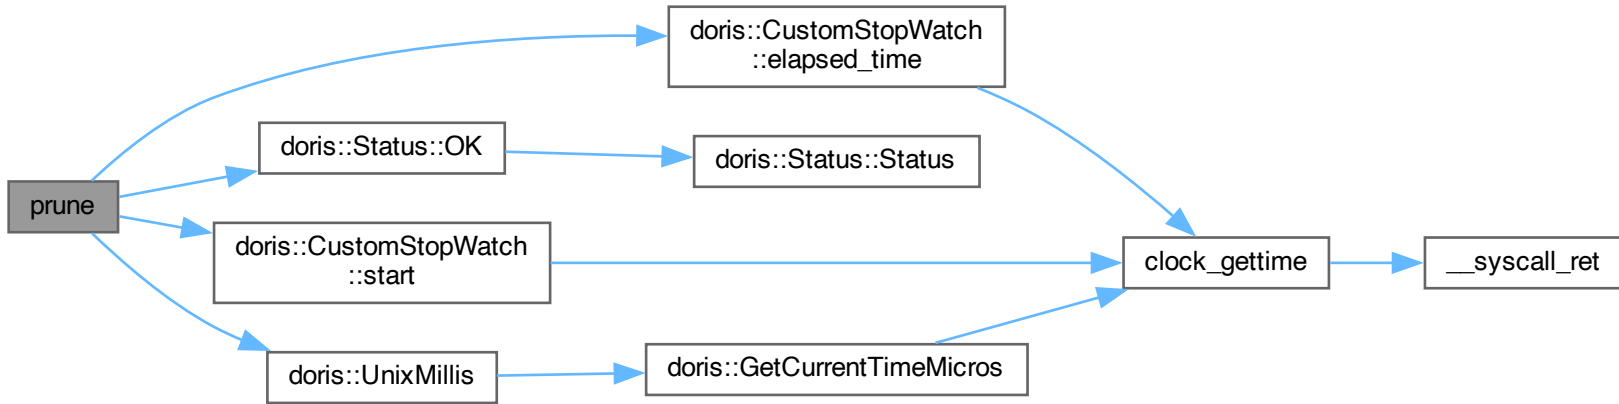 prune
doris::CustomStopWatch
::elapsed_time
doris::Status::OK
doris::Status::Status
doris::CustomStopWatch
::start
clock_gettime
__syscall_ret
doris::UnixMillis
doris::GetCurrentTimeMicros